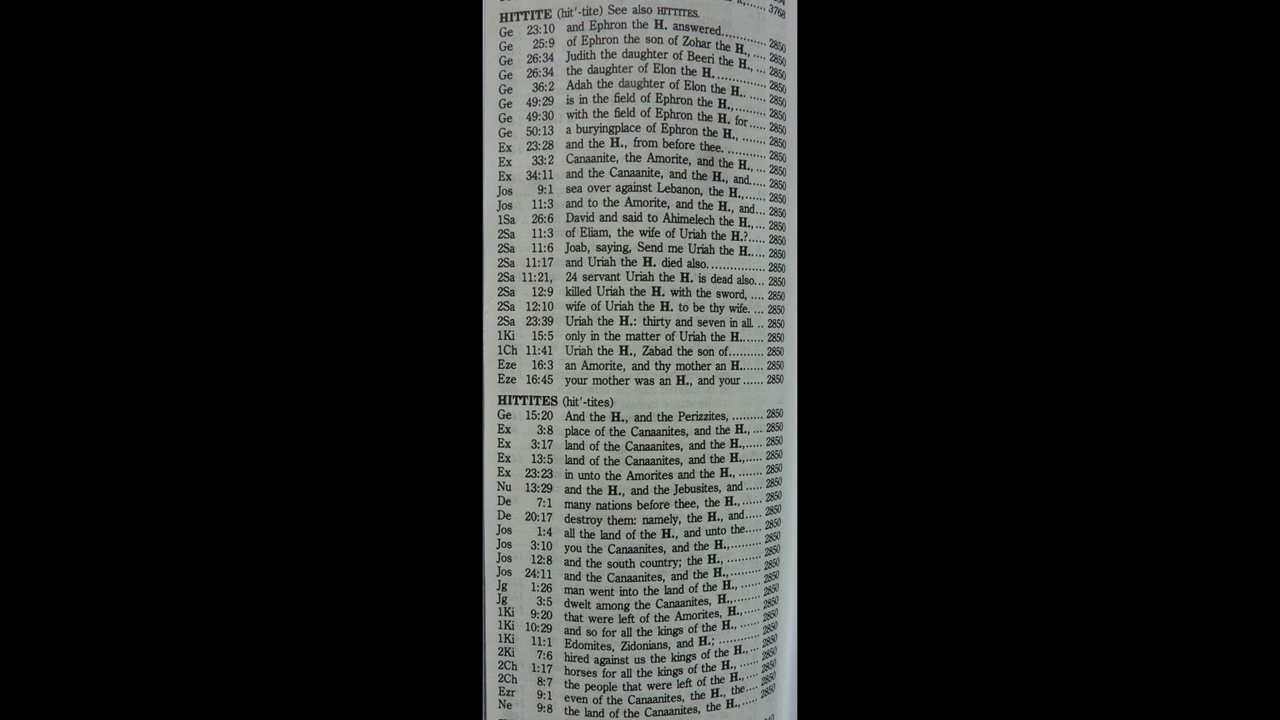 3768
HITTITE (hit′-tite) See also HITTITES.
Ge 23:10 and Ephron the H. answered............ 2850
Ge 25:9 of Ephron the son of Zohar the H., .... 2850
Ge 26:34 Judith the daughter of Beeri the H., ... 2850
Ge 26:34 the daughter of Elon the H. ............. 2850
Ge 36:2 Adah the daughter of Elon the H. ..... 2850
Ge 49:29 is in the field of Ephron the H.,......... 2850
Ge 49:30 with the field of Ephron the H. for..... 2850
Ge 50:13 a buryingplace of Ephron the H., ....... 2850
Ex 23:28 and the H., from before thee. ........... 2850
Ex 33:2 Canaanite, the Amorite, and the H., ... 2850
Ex 34:11 and the Canaanite, and the H., and..... 2850
Jos 9:1 sea over against Lebanon, the H.,...... 2850
Jos 11:3 and to the Amorite, and the H., and... 2850
1Sa 26:6 David and said to Ahimelech the H.,... 2850
2Sa 11:3 of Eliam, the wife of Uriah the H.?..... 2850
2Sa 11:6 Joab, saying, Send me Uriah the H.... 2850
2Sa 11:17 and Uriah the H. died also............... 2850
2Sa 11:21, 24 servant Uriah the H. is dead also... 2850
2Sa 12:9 killed Uriah the H. with the sword, .... 2850
2Sa 12:10 wife of Uriah the H. to be thy wife. ... 2850
2Sa 23:39 Uriah the H.: thirty and seven in all. .. 2850
1Ki 15:5 only in the matter of Uriah the H....... 2850
1Ch 11:41 Uriah the H., Zabad the son of.......... 2850
Eze 16:3 an Amorite, and thy mother an H....... 2850
Eze 16:45 your mother was an H., and your ...... 2850
HITTITES (hit′-tites)
Ge 15:20 And the H., and the Perizzites, ......... 2850
Ex 3:8 place of the Canaanites, and the H., ... 2850
Ex 3:17 land of the Canaanites, and the H.,..... 2850
Ex 13:5 land of the Canaanites, and the H.,..... 2850
Ex 23:23 in unto the Amorites and the H., ....... 2850
Nu 13:29 and the H., and the Jebusites, and ..... 2850
De 7:1 many nations before thee, the H.,...... 2850
De 20:17 destroy them: namely, the H., and..... 2850
Jos 1:4 all the land of the H., and unto the..... 2850
Jos 3:10 you the Canaanites, and the H.,......... 2850
Jos 12:8 and the south country; the H., ......... 2850
Jos 24:11 and the Canaanites, and the H.,......... 2850
Jg 1:26 man went into the land of the H., ...... 2850
Jg 3:5 dwelt among the Canaanites, H.,........ 2850
1Ki 9:20 that were left of the Amorites, H., ..... 2850
1Ki 10:29 and so for all the kings of the H., ...... 2850
1Ki 11:1 Edomites, Zidonians, and H.; ........... 2850
2Ki 7:6 hired against us the kings of the H., ... 2850
2Ch 1:17 horses for all the kings of the H., ...... 2850
2Ch 8:7 the people that were left of the H., ..... 2850
Ezr 9:1 even of the Canaanites, the H., the.... 2850
Ne 9:8 the land of the Canaanites, the H.,..... 2850